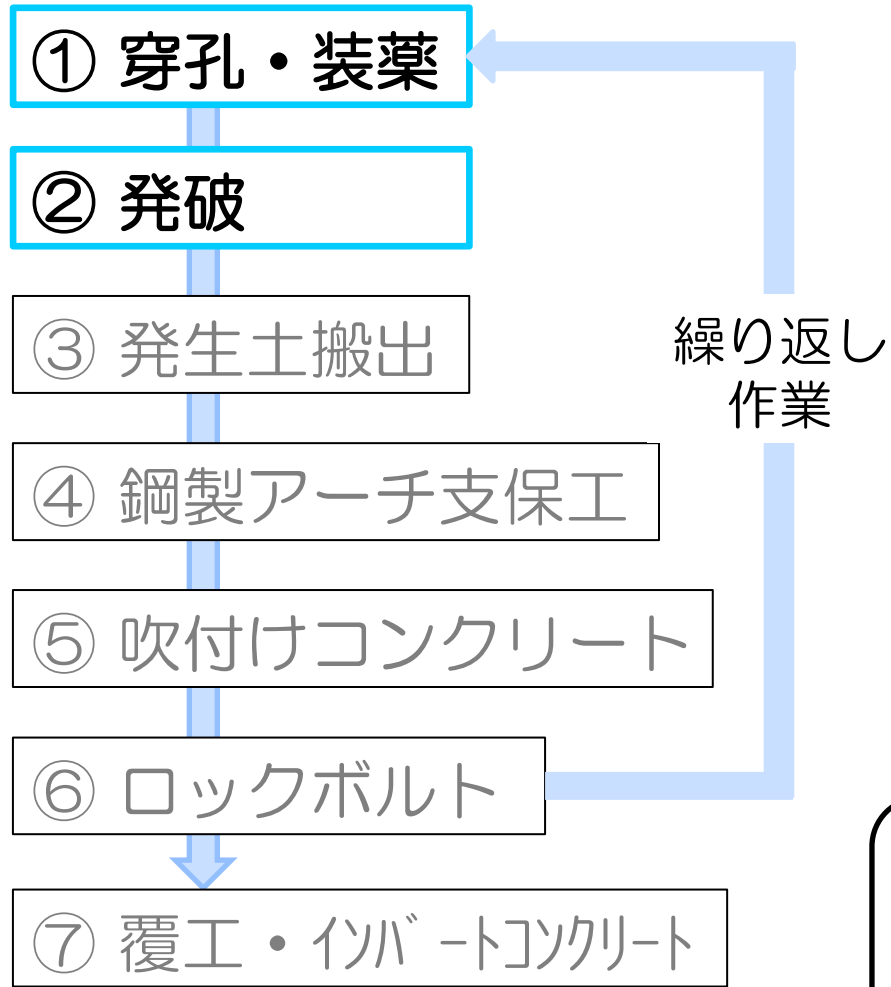 ① 穿孔・装薬
② 発破
③ 発生土搬出
④ 鋼製アーチ支保工
⑤ 吹付けコンクリート
⑥ ロックボルト
⑦ 覆工・インバートコンクリート
繰り返し
作業